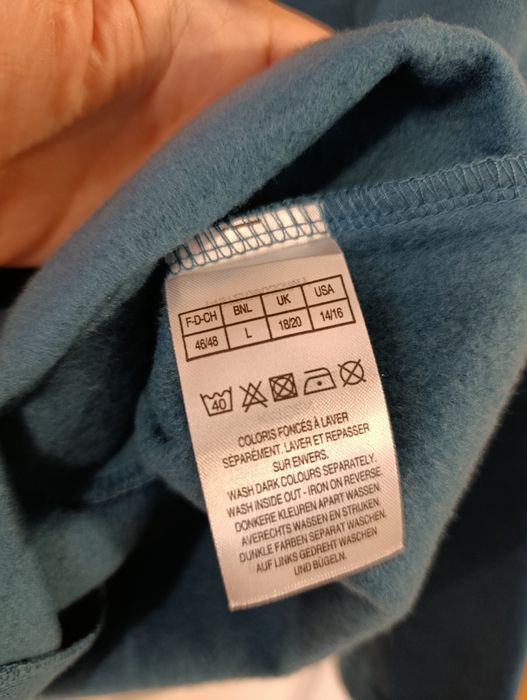 F-D-CH BNL UK USA
46/48 L 18/20 14/16
40
COLORIS FONCÉS À LAVER
SÉPARÉMENT. LAVER ET REPASSER
SUR ENVERS.
WASH DARK COLOURS SEPARATELY.
WASH INSIDE OUT - IRON ON REVERSE.
DONKERE KLEUREN APART WASSEN.
AVERECHTS WASSEN EN STRIJKEN.
DUNKLE FARBEN SEPARAT WASCHEN.
AUF LINKS GEDREHT WASCHEN
UND BÜGELN.